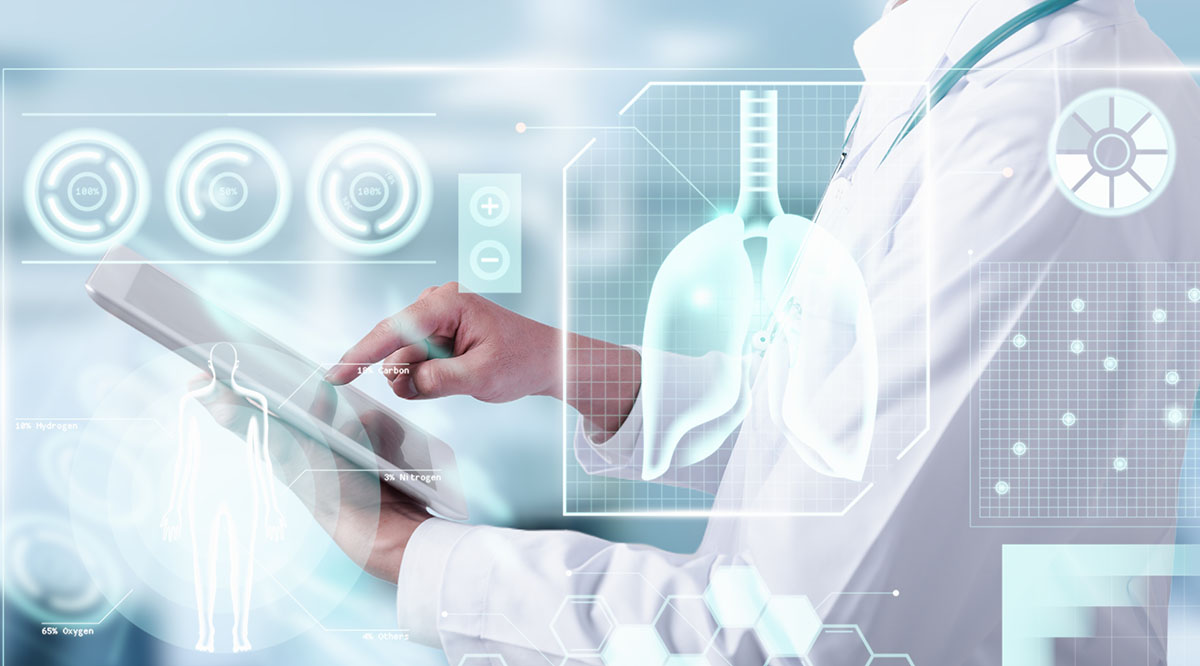 100%
50%
100%
18% Carbon
10% Hydrogen
3% Nitrogen
65% Oxygen
4% Others